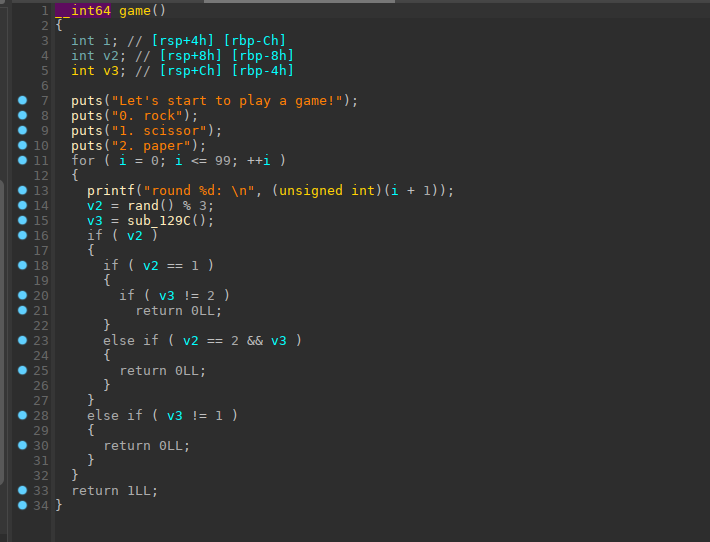 1 __int64 game()
2 {
3   int i; // [rsp+4h] [rbp-Ch]
4   int v2; // [rsp+8h] [rbp-8h]
5   int v3; // [rsp+Ch] [rbp-4h]
6
7   puts("Let's start to play a game!");
8   puts("0. rock");
9   puts("1. scissor");
10   puts("2. paper");
11   for ( i = 0; i <= 99; ++i )
12   {
13     printf("round %d: \n", (unsigned int)(i + 1));
14     v2 = rand() % 3;
15     v3 = sub_129C();
16     if ( v2 )
17     {
18       if ( v2 == 1 )
19       {
20         if ( v3 != 2 )
21           return 0LL;
22       }
23       else if ( v2 == 2 && v3 )
24       {
25         return 0LL;
26       }
27     }
28     else if ( v3 != 1 )
29     {
30       return 0LL;
31     }
32   }
33   return 1LL;
34 }